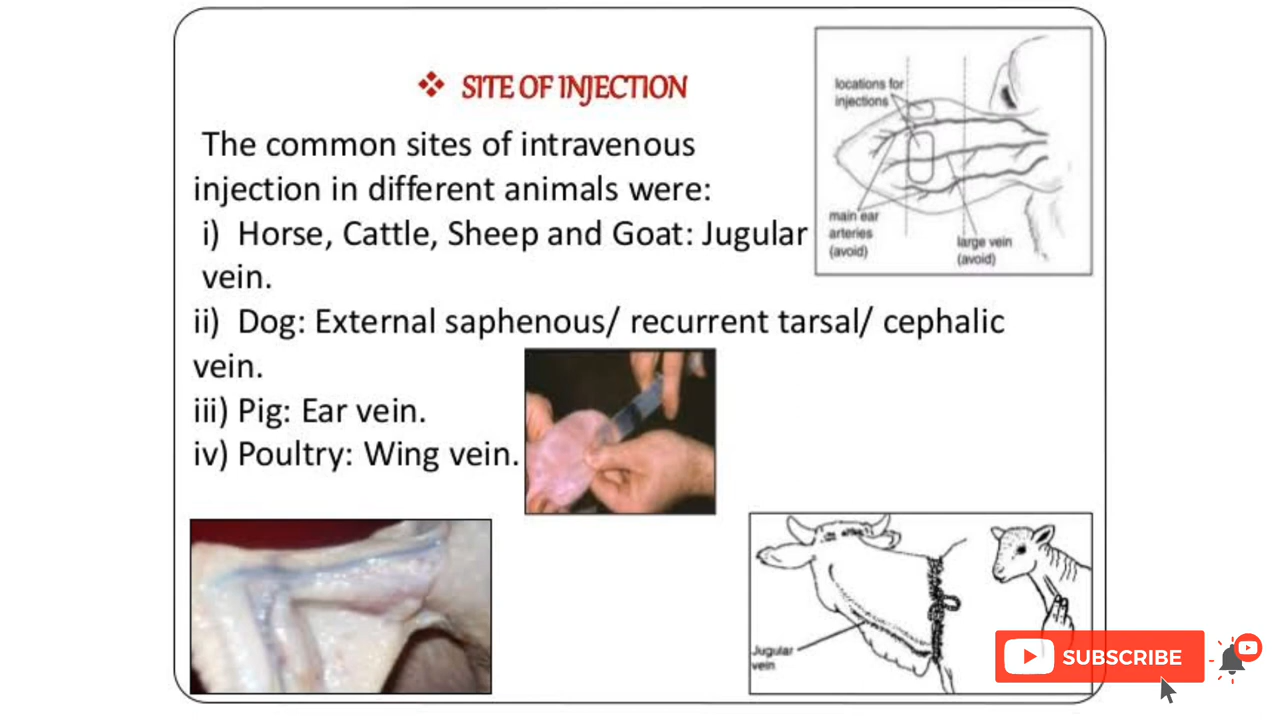 ❖ SITE OF INJECTION
The common sites of intravenous
injection in different animals were:
i) Horse, Cattle, Sheep and Goat: Jugular
vein.
ii) Dog: External saphenous/ recurrent tarsal/ cephalic
vein.
iii) Pig: Ear vein.
iv) Poultry: Wing vein.
locations for
injections
main ear
arteries
(avoid)
large vein
(avoid)
Jugular
vein
SUBSCRIBE